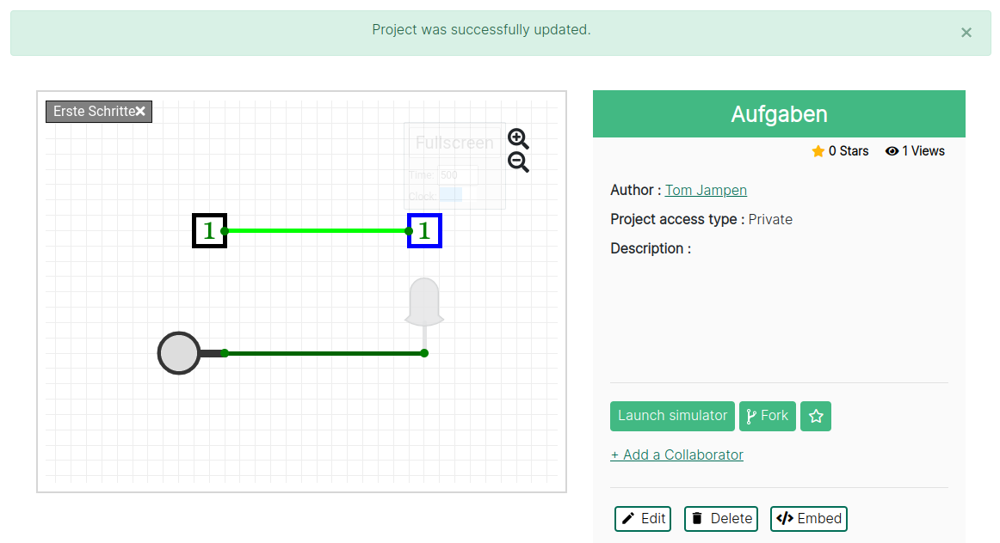 Project was successfully updated.
×
Erste Schritte✕
Fullscreen
Time: 500
Clock:
1
1
Aufgaben
0 Stars 1 Views
Author : Tom Jampen
Project access type : Private
Description :
Launch simulator Fork
+ Add a Collaborator
Edit Delete </> Embed